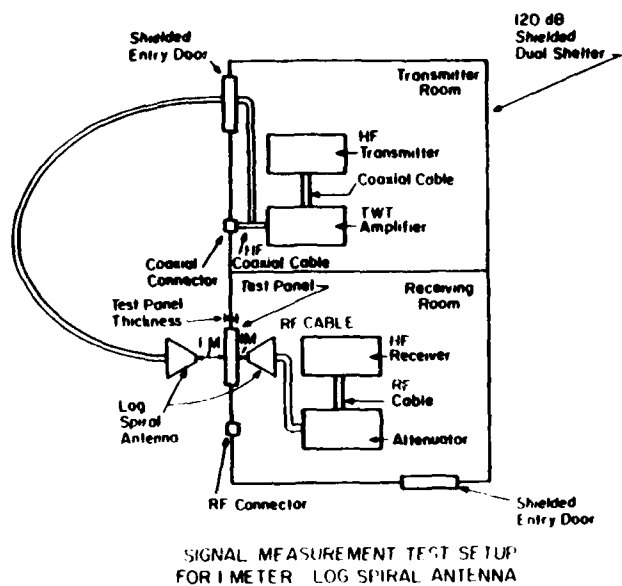 120 dB
Shielded
Dual Shelter
Shielded
Entry Door
Transmitter
Room
HF
Transmitter
Coaxial Cable
TWT
Amplifier
HF
Coaxial Cable
Coaxial
Connector
Test Panel
Test Panel
Thickness
Receiving
Room
RF CABLE
1 M
1M
HF
Receiver
RF
Cable
Log
Spiral
Antenna
Attenuator
RF Connector
Shielded
Entry Door
SIGNAL MEASUREMENT TEST SETUP
FOR 1 METER LOG SPIRAL ANTENNA